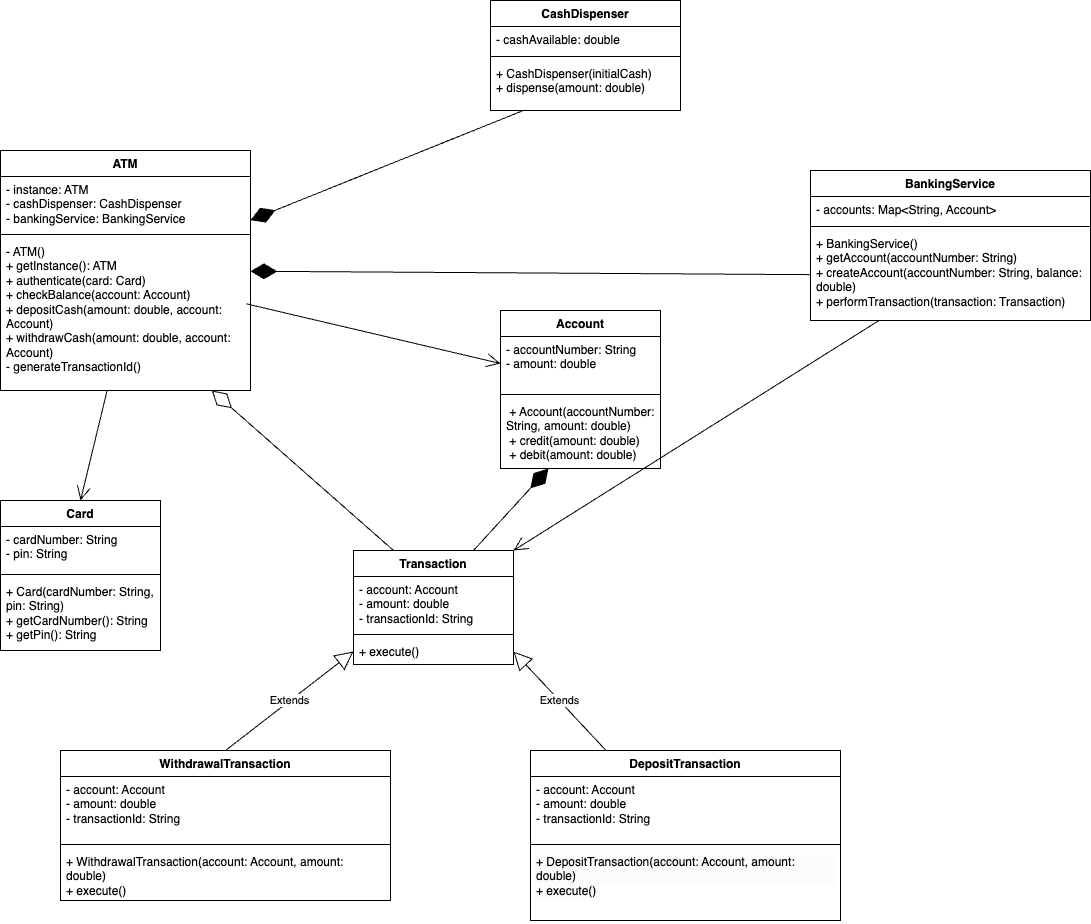 CashDispenser
- cashAvailable: double
+ CashDispenser(initialCash)
+ dispense(amount: double)
ATM
- instance: ATM
- cashDispenser: CashDispenser
- bankingService: BankingService
- ATM()
+ getInstance(): ATM
+ authenticate(card: Card)
+ checkBalance(account: Account)
+ depositCash(amount: double, account:
Account)
+ withdrawCash(amount: double, account:
Account)
- generateTransactionId()
BankingService
- accounts: Map<String, Account>
+ BankingService()
+ getAccount(accountNumber: String)
+ createAccount(accountNumber: String, balance:
double)
+ performTransaction(transaction: Transaction)
Account
- accountNumber: String
- amount: double
+ Account(accountNumber:
String, amount: double)
+ credit(amount: double)
+ debit(amount: double)
Card
- cardNumber: String
- pin: String
+ Card(cardNumber: String,
pin: String)
+ getCardNumber(): String
+ getPin(): String
Transaction
- account: Account
- amount: double
- transactionId: String
+ execute()
Extends
Extends
WithdrawalTransaction
- account: Account
- amount: double
- transactionId: String
+ WithdrawalTransaction(account: Account, amount:
double)
+ execute()
DepositTransaction
- account: Account
- amount: double
- transactionId: String
+ DepositTransaction(account: Account, amount:
double)
+ execute()